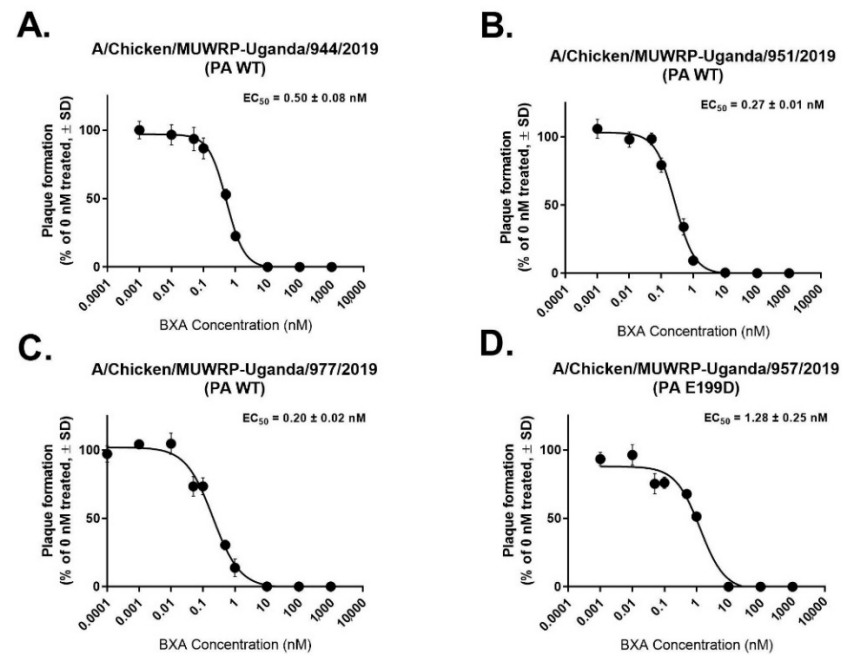 A.
A/Chicken/MUWRP-Uganda/944/2019
(PA WT)
EC50 = 0.50 ± 0.08 nM
Plaque formation
(% of 0 nM treated, ± SD)
100
50
0
0.0001
0.001
0.01
0.1
1
10
100
1000
10000
BXA Concentration (nM)
B.
A/Chicken/MUWRP-Uganda/951/2019
(PA WT)
EC50 = 0.27 ± 0.01 nM
Plaque formation
(% of 0 nM treated, ± SD)
100
50
0
0.0001
0.001
0.01
0.1
1
10
100
1000
10000
BXA Concentration (nM)
C.
A/Chicken/MUWRP-Uganda/977/2019
(PA WT)
EC50 = 0.20 ± 0.02 nM
Plaque formation
(% of 0 nM treated, ± SD)
100
50
0
0.0001
0.001
0.01
0.1
1
10
100
1000
10000
BXA Concentration (nM)
D.
A/Chicken/MUWRP-Uganda/957/2019
(PA E199D)
EC50 = 1.28 ± 0.25 nM
Plaque formation
(% of 0 nM treated, ± SD)
100
50
0
0.0001
0.001
0.01
0.1
1
10
100
1000
10000
BXA Concentration (nM)